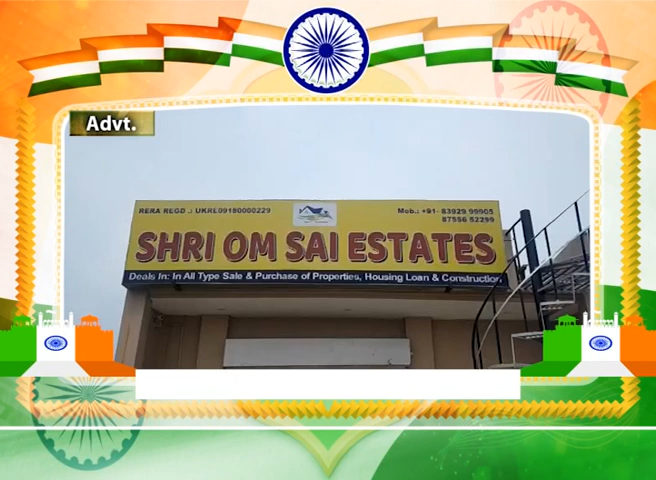 Advt.
RERA REGD .: UKRE09180000229
Mob.: +91- 83929 99905
87556 52299
SHRI OM SAI ESTATES
Deals In: In All Type Sale & Purchase of Properties, Housing Loan & Construction